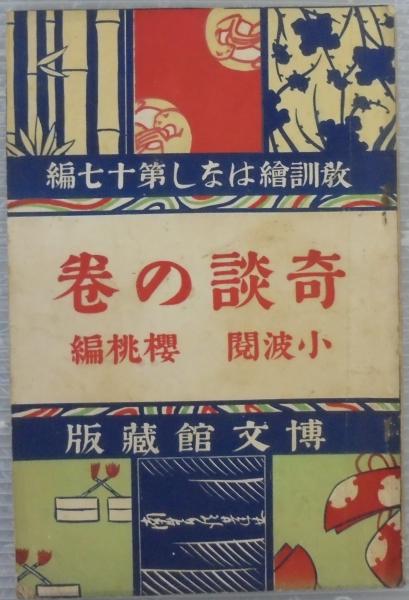 教訓繪はなし第十七編
奇談の巻
小波閲　櫻桃編
博文館藏版